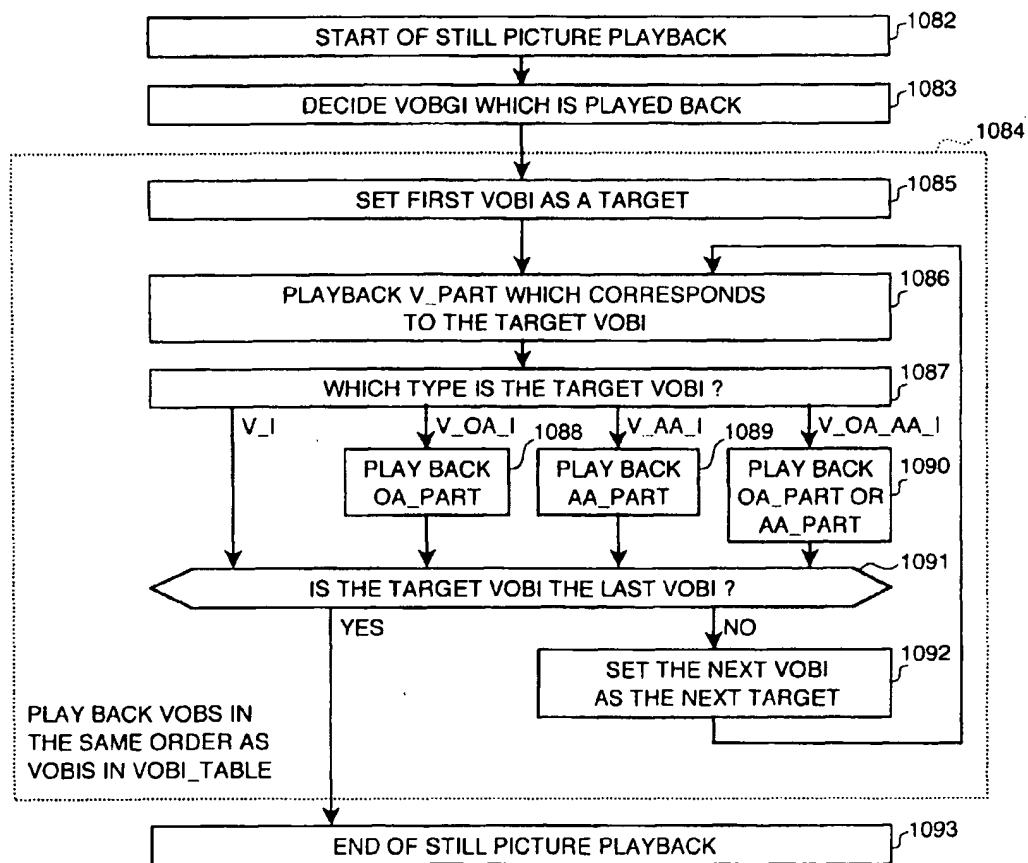 START OF STILL PICTURE PLAYBACK
1082
DECIDE VOBGI WHICH IS PLAYED BACK
1083
1084
SET FIRST VOBI AS A TARGET
1085
PLAYBACK V_PART WHICH CORRESPONDS
TO THE TARGET VOBI
1086
WHICH TYPE IS THE TARGET VOBI ?
1087
V_I
V_OA_I
1088
V_AA_I
1089
V_OA_AA_I
PLAY BACK
OA_PART
PLAY BACK
AA_PART
PLAY BACK
OA_PART OR
AA_PART
1090
IS THE TARGET VOBI THE LAST VOBI ?
1091
YES
NO
SET THE NEXT VOBI
AS THE NEXT TARGET
1092
PLAY BACK VOBS IN
THE SAME ORDER AS
VOBIS IN VOBI_TABLE
END OF STILL PICTURE PLAYBACK
1093